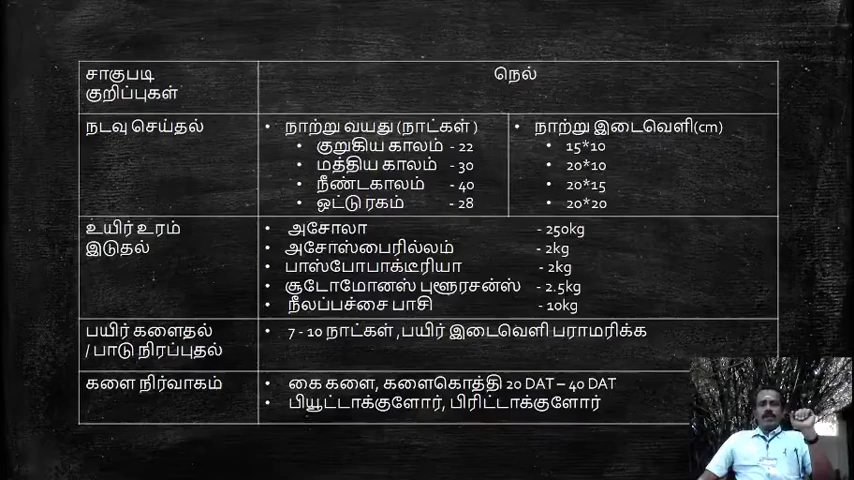 சாகுபடி
குறிப்புகள்
நெல்
நடவு செய்தல்
• நாற்று வயது (நாட்கள் )
• குறுகிய காலம் - 22
• மத்திய காலம் - 30
• நீண்டகாலம் - 40
• ஒட்டு ரகம் - 28
• நாற்று இடைவெளி(cm)
• 15*10
• 20*10
• 20*15
• 20*20
உயிர் உரம்
இடுதல்
• அசோலா - 250kg
• அசோஸ்பைரில்லம் - 2kg
• பாஸ்போபாக்டீரியா - 2kg
• சூடோமோனஸ் புளூரசன்ஸ் - 2.5kg
• நீலப்பச்சை பாசி - 10kg
பயிர் களைதல்
/ பாடு நிரப்புதல்
• 7 - 10 நாட்கள் ,பயிர் இடைவெளி பராமரிக்க
களை நிர்வாகம்
• கை களை, களைகொத்தி 20 DAT – 40 DAT
• பியூட்டாக்குளோர், பிரிட்டாக்குளோர்